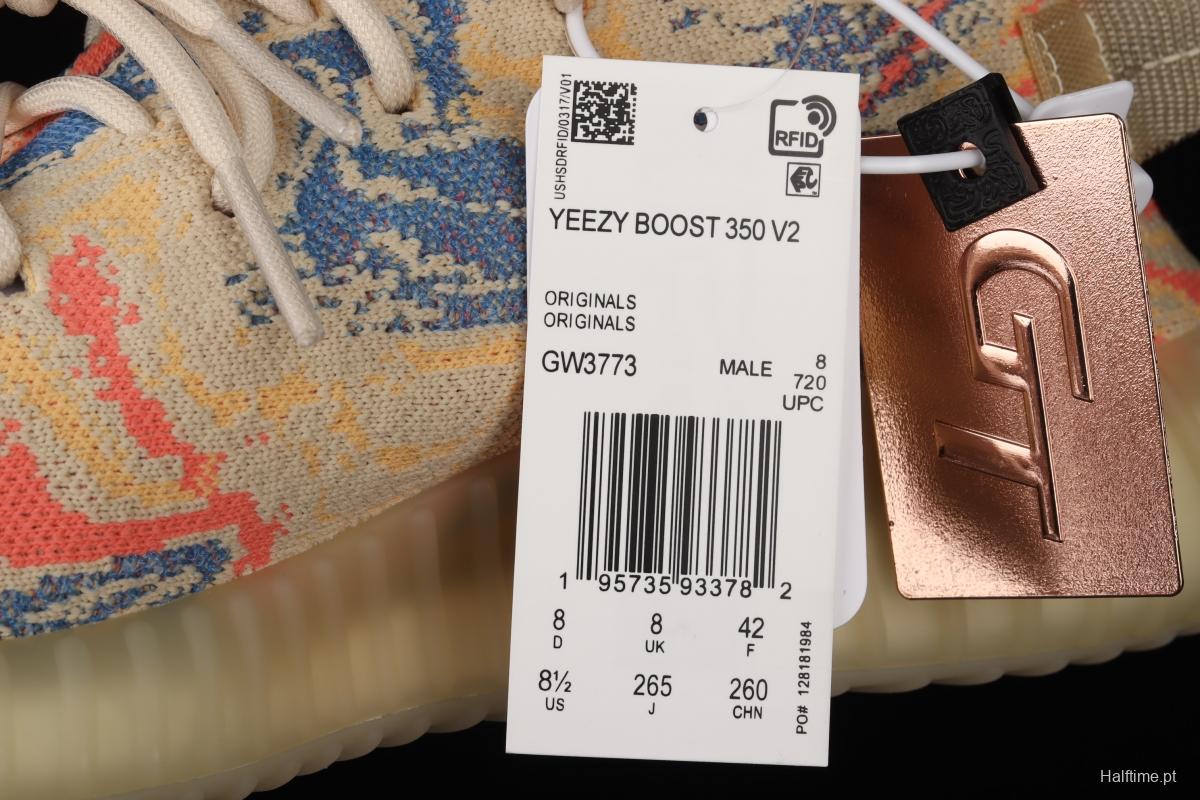 USHSDRFID/0317/V01
RFID
YEEZY BOOST 350 V2
ORIGINALS
ORIGINALS
GW3773 MALE 8
720
UPC
1 95735 93378 2
8 8 42
D UK F
8½ 265 260
US J CHN
PO# 128181984
GT
Halftime.pt